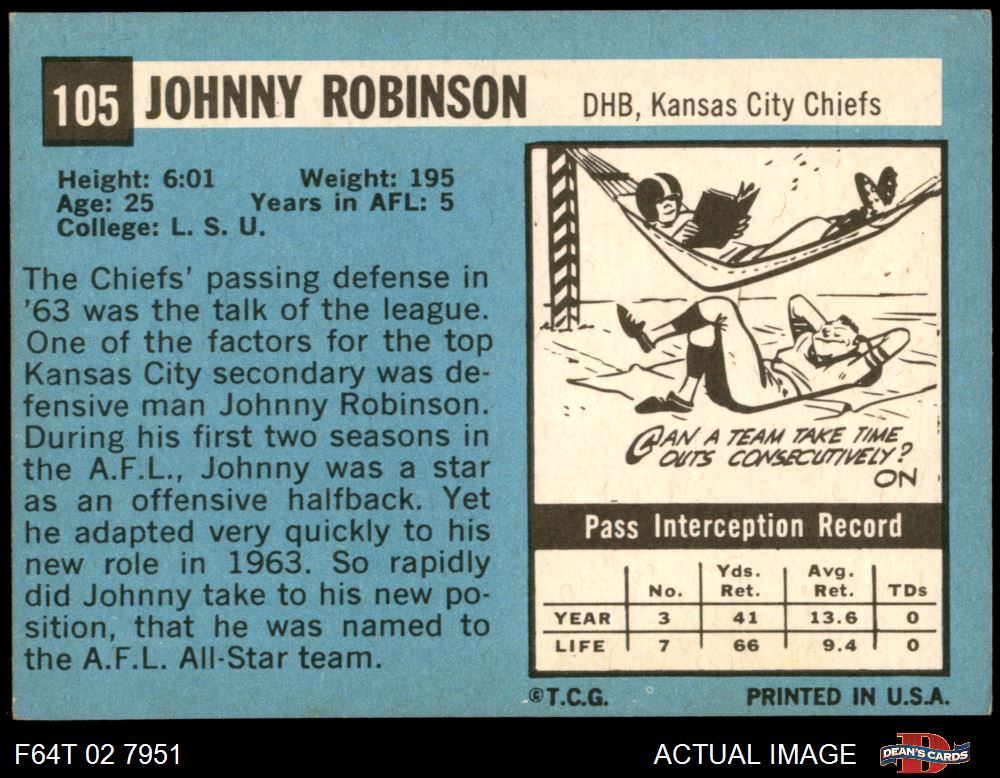 105 JOHNNY ROBINSON DHB, Kansas City Chiefs
Height: 6:01 Weight: 195
Age: 25 Years in AFL: 5
College: L. S. U.
The Chiefs' passing defense in
'63 was the talk of the league.
One of the factors for the top
Kansas City secondary was de-
fensive man Johnny Robinson.
During his first two seasons in
the A.F.L., Johnny was a star
as an offensive halfback. Yet
he adapted very quickly to his
new role in 1963. So rapidly
did Johnny take to his new po-
sition, that he was named to
the A.F.L. All-Star team.
CAN A TEAM TAKE TIME
OUTS CONSECUTIVELY?
ON
Pass Interception Record
No. Yds. Ret. Avg. Ret. TDs
YEAR 3 41 13.6 0
LIFE 7 66 9.4 0
©T.C.G. PRINTED IN U.S.A.
F64T 02 7951 ACTUAL IMAGE DEAN'S CARDS